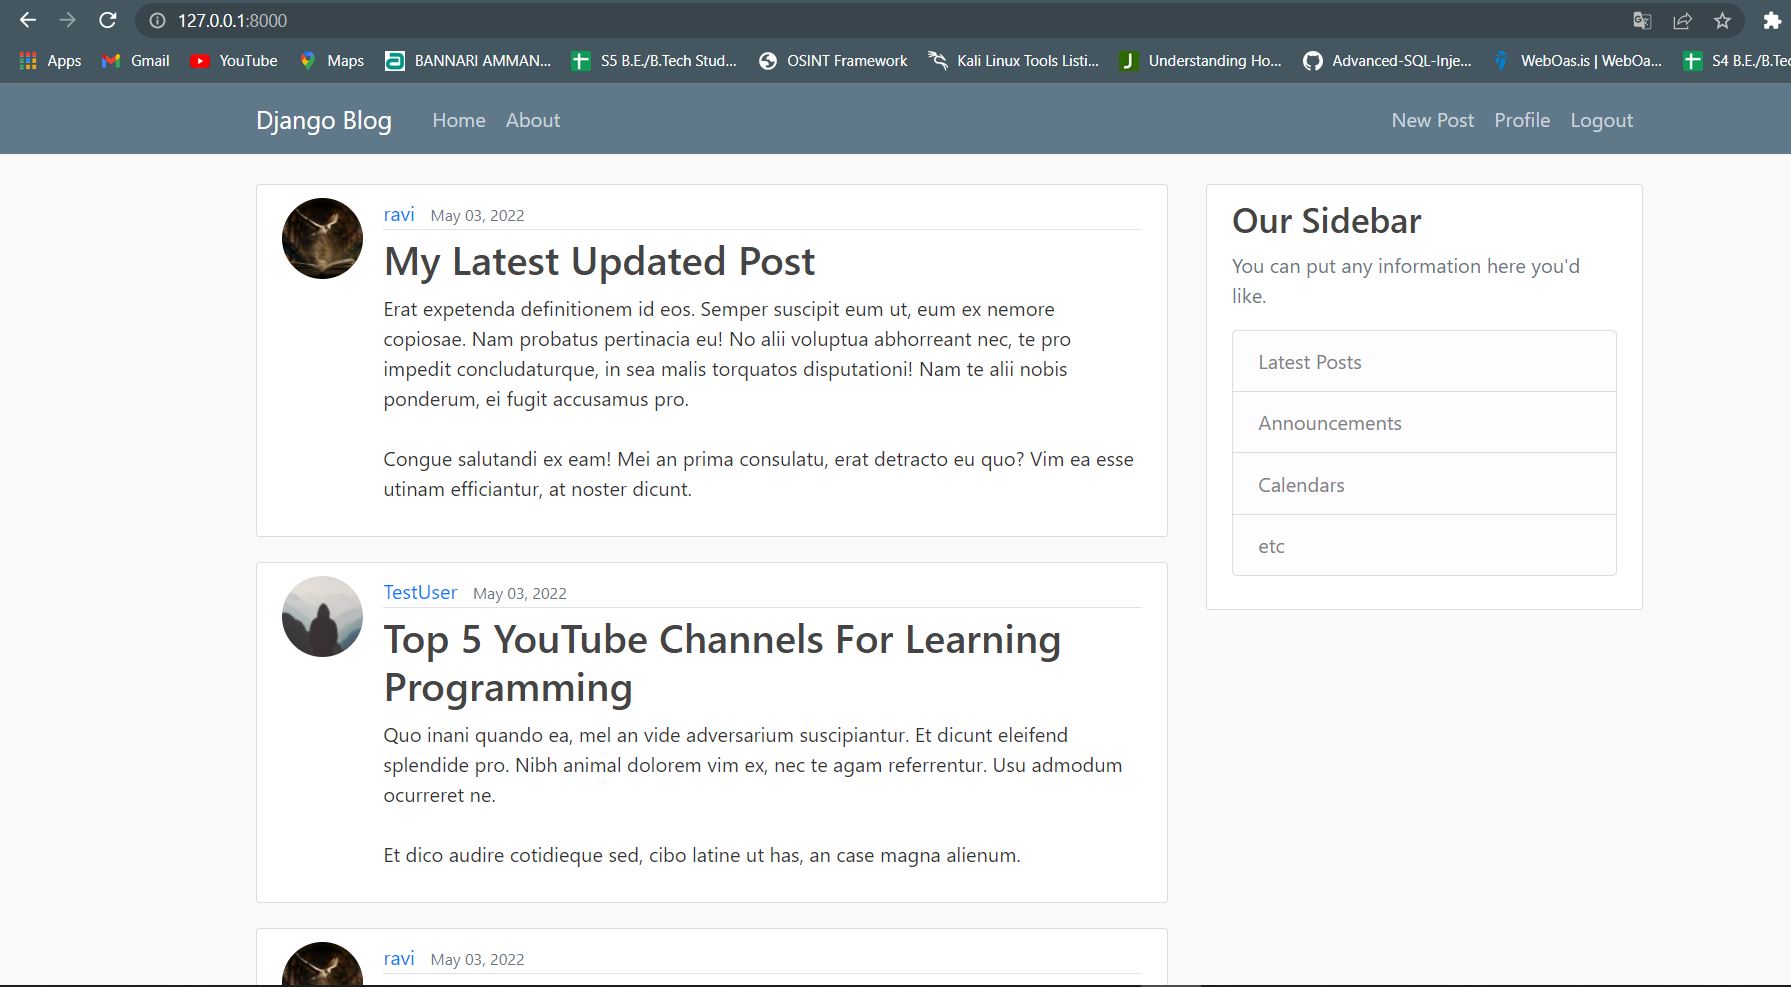 127.0.0.1:8000
Apps Gmail YouTube Maps BANNARI AMMAN... S5 B.E./B.Tech Stud... OSINT Framework Kali Linux Tools Listi... Understanding Ho... Advanced-SQL-Inje... WebOas.is | WebOa... S4 B.E./B.Tec
Django Blog Home About New Post Profile Logout
ravi May 03, 2022
My Latest Updated Post
Erat expetenda definitionem id eos. Semper suscipit eum ut, eum ex nemore
copiosae. Nam probatus pertinacia eu! No alii voluptua abhorreant nec, te pro
impedit concludaturque, in sea malis torquatos disputationi! Nam te alii nobis
ponderum, ei fugit accusamus pro.
Congue salutandi ex eam! Mei an prima consulatu, erat detracto eu quo? Vim ea esse
utinam efficiantur, at noster dicunt.
TestUser May 03, 2022
Top 5 YouTube Channels For Learning
Programming
Quo inani quando ea, mel an vide adversarium suscipiantur. Et dicunt eleifend
splendide pro. Nibh animal dolorem vim ex, nec te agam referrentur. Usu admodum
ocurreret ne.
Et dico audire cotidieque sed, cibo latine ut has, an case magna alienum.
ravi May 03, 2022
Our Sidebar
You can put any information here you'd
like.
Latest Posts
Announcements
Calendars
etc